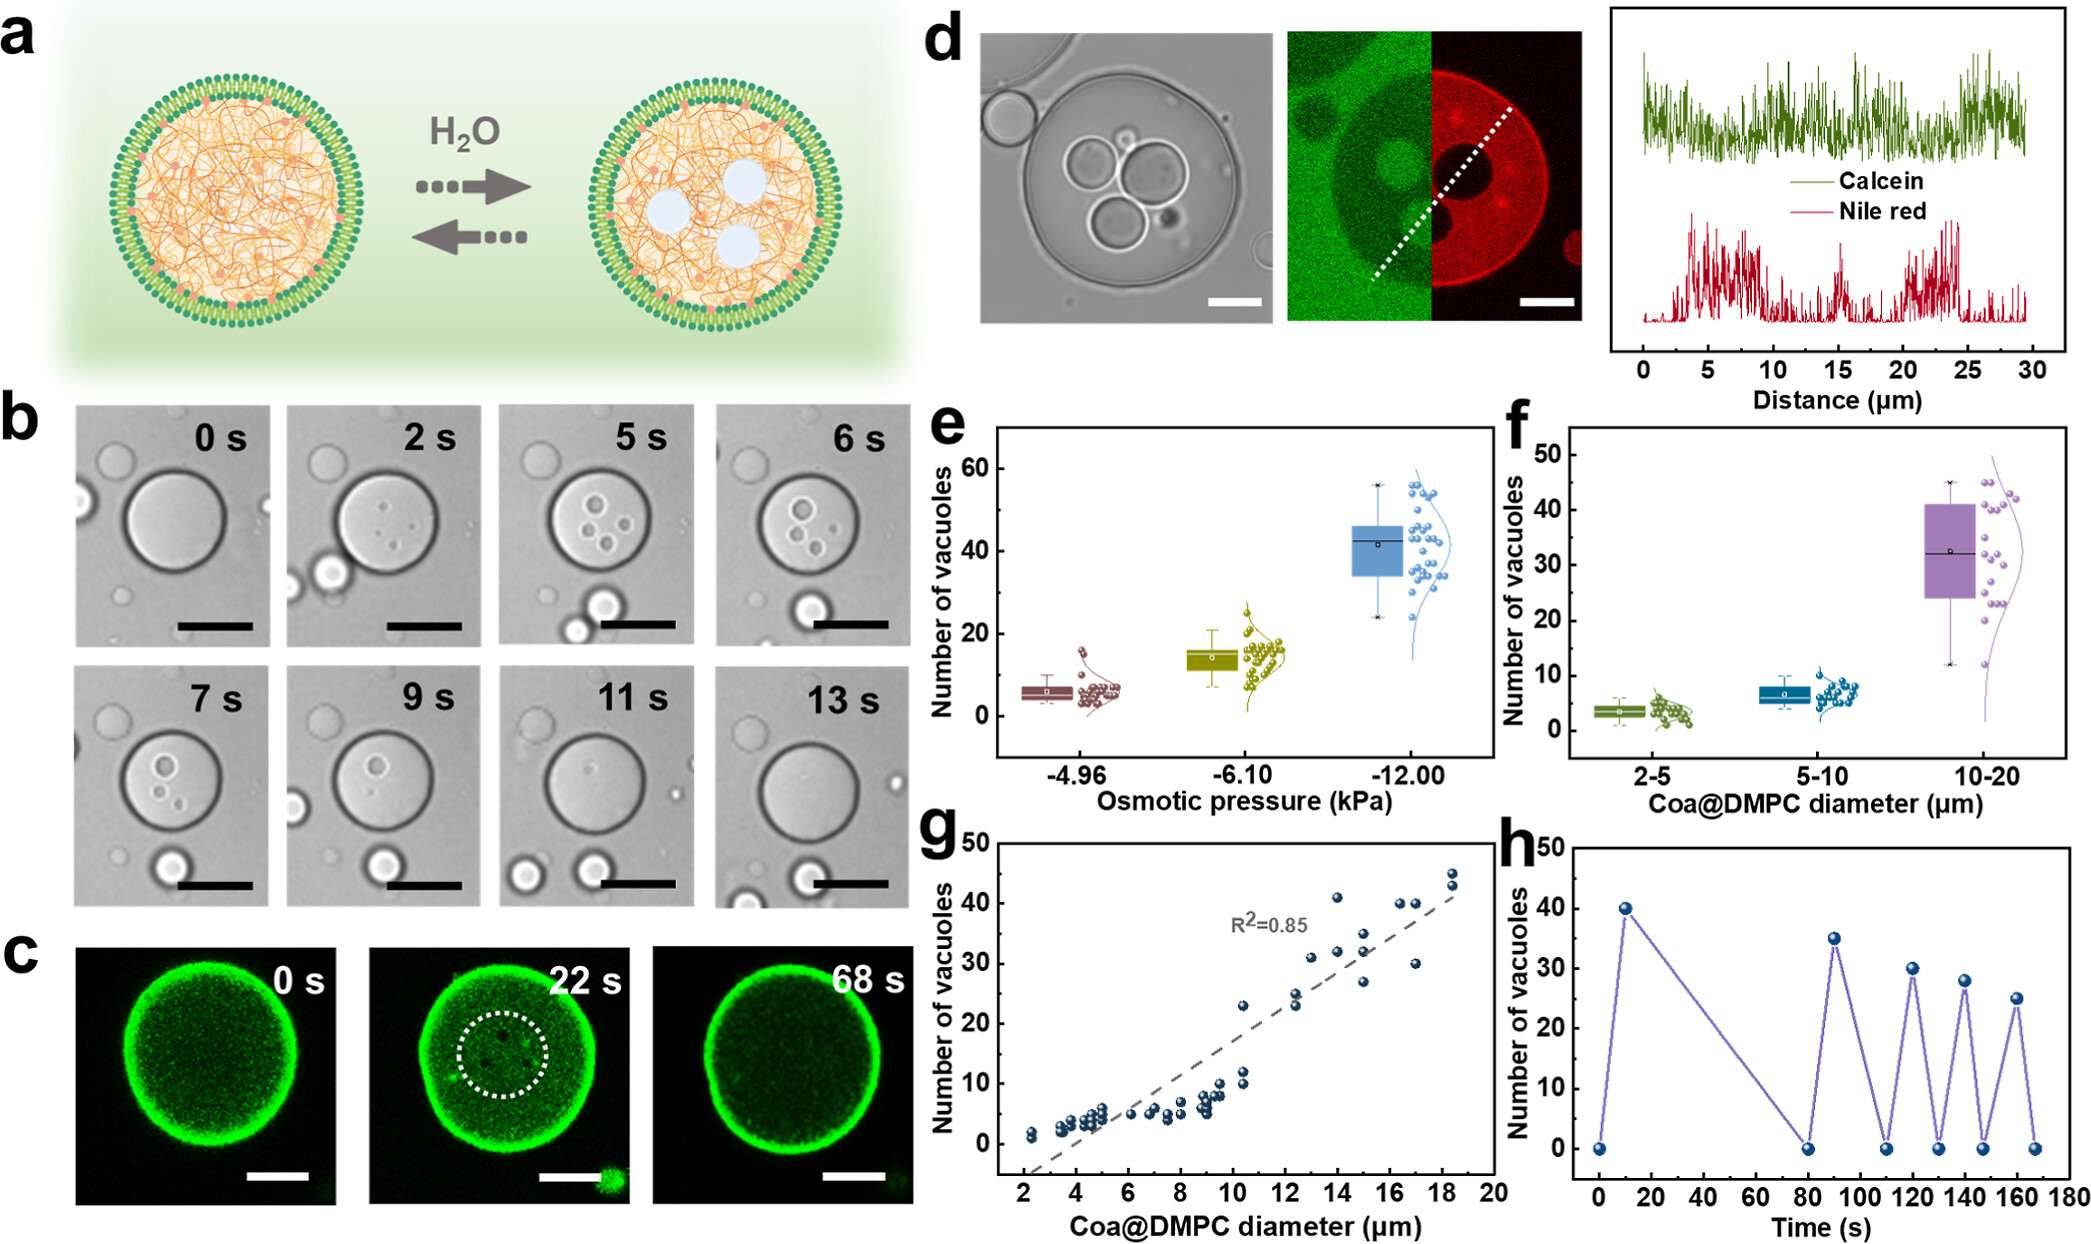 a
H2O
b
0 s
2 s
5 s
6 s
7 s
9 s
11 s
13 s
c
0 s
22 s
68 s
d
Calcein
Nile red
0 5 10 15 20 25 30
Distance (µm)
e
Number of vacuoles
60
40
20
0
-4.96 -6.10 -12.00
Osmotic pressure (kPa)
f
Number of vacuoles
50
40
30
20
10
0
2-5 5-10 10-20
Coa@DMPC diameter (µm)
g
Number of vacuoles
50
40
30
20
10
0
R2=0.85
2 4 6 8 10 12 14 16 18 20
Coa@DMPC diameter (µm)
h
Number of vacuoles
50
40
30
20
10
0
0 20 40 60 80 100 120 140 160 180
Time (s)